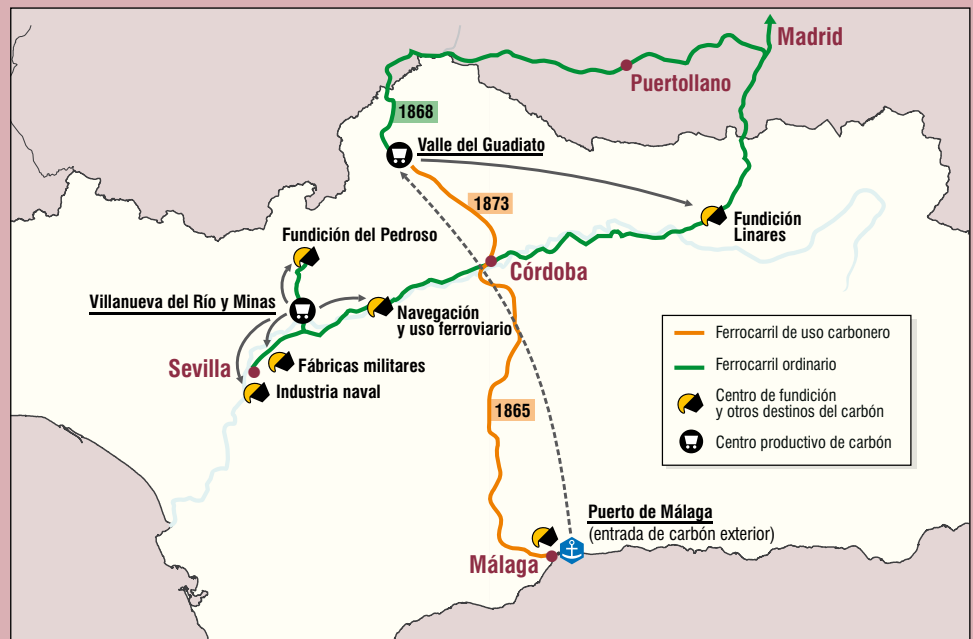 Madrid
Puertollano
1868
Valle del Guadiato
1873
Fundición
Linares
Fundición del Pedroso
Córdoba
Villanueva del Río y Minas
Navegación
y uso ferroviario
Sevilla
Fábricas militares
Industria naval
1865
Ferrocarril de uso carbonero
Ferrocarril ordinario
Centro de fundición
y otros destinos del carbón
Centro productivo de carbón
Puerto de Málaga
(entrada de carbón exterior)
Málaga